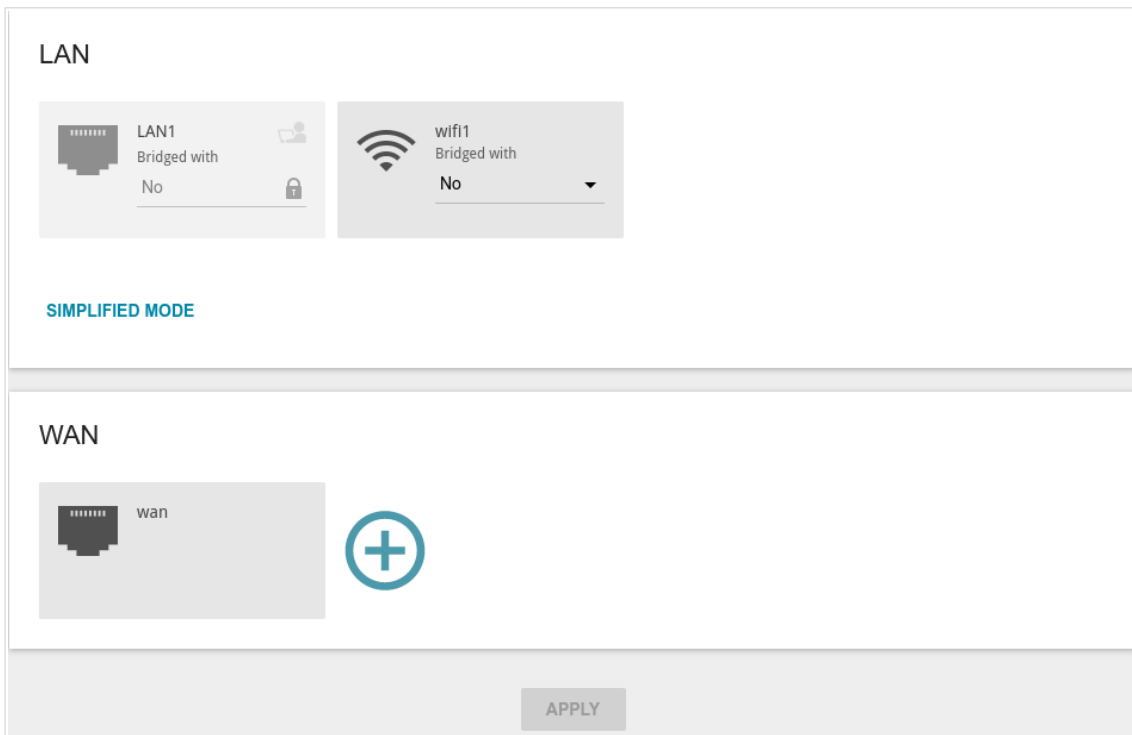 LAN
LAN1
Bridged with
No
wifi1
Bridged with
No
SIMPLIFIED MODE
WAN
wan
APPLY